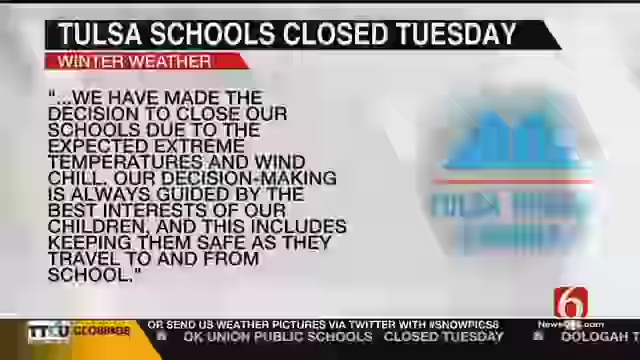 TULSA SCHOOLS CLOSED TUESDAY
WINTER WEATHER
"...WE HAVE MADE THE
DECISION TO CLOSE OUR
SCHOOLS DUE TO THE
EXPECTED EXTREME
TEMPERATURES AND WIND
CHILL. OUR DECISION-MAKING
IS ALWAYS GUIDED BY THE
BEST INTERESTS OF OUR
CHILDREN, AND THIS INCLUDES
KEEPING THEM SAFE AS THEY
TRAVEL TO AND FROM
SCHOOL."
TULSA
6
TTCU CLOSINGS OR SEND US WEATHER PICTURES VIA TWITTER WITH #SNOWPICS6
OK UNION PUBLIC SCHOOLS CLOSED TUESDAY OOLOGAH T